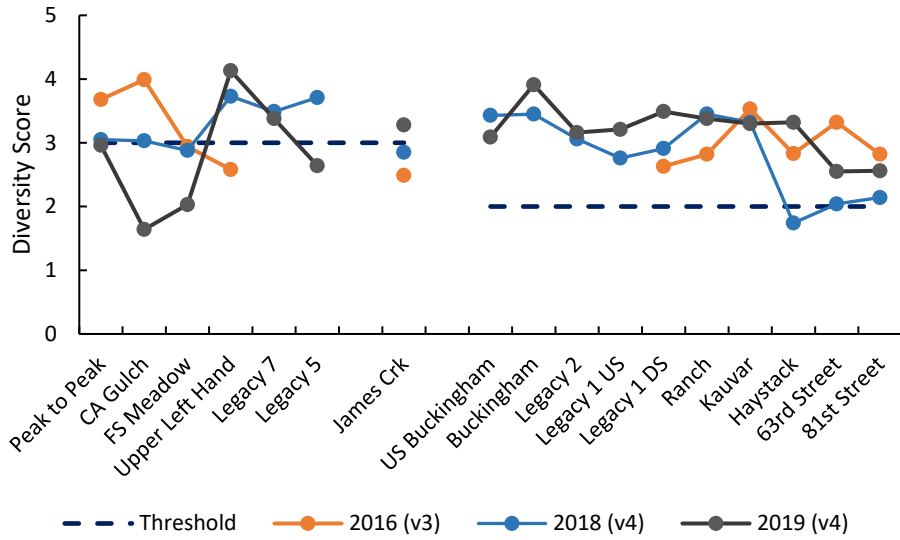 5
4
3
2
1
0
Diversity Score
Peak to Peak
CA Gulch
FS Meadow
Upper Left Hand
Legacy 7
Legacy 5
James Crk
US Buckingham
Buckingham
Legacy 2
Legacy 1 US
Legacy 1 DS
Ranch
Kauvar
Haystack
63rd Street
81st Street
Threshold 2016 (v3) 2018 (v4) 2019 (v4)